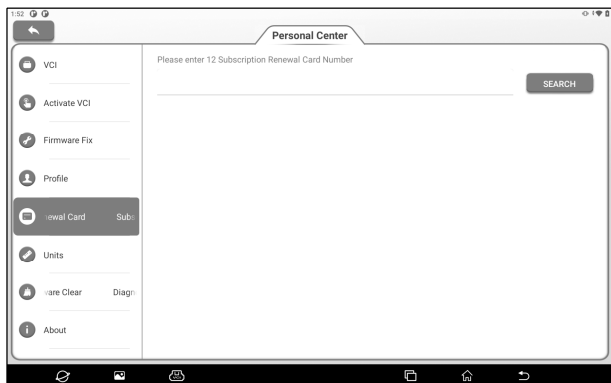 1:52
Personal Center
VCI
Activate VCI
Firmware Fix
Profile
ewal Card Subs
Units
vare Clear Diagn
About
Please enter 12 Subscription Renewal Card Number
SEARCH